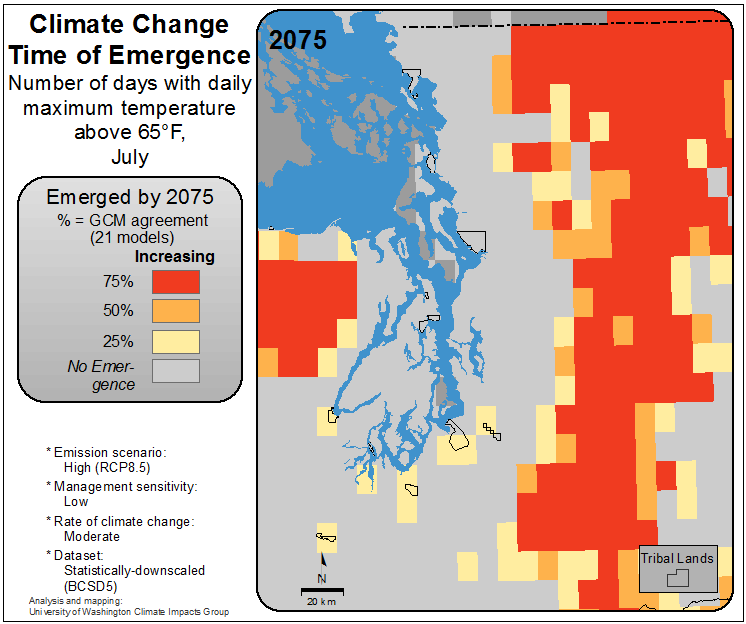 Climate Change
Time of Emergence
Number of days with daily
maximum temperature
above 65°F,
July
Emerged by 2075
% = GCM agreement
(21 models)
Increasing
75%
50%
25%
No Emer-
gence
* Emission scenario:
High (RCP8.5)
* Management sensitivity:
Low
* Rate of climate change:
Moderate
* Dataset:
Statistically-downscaled
(BCSD5)
Analysis and mapping:
University of Washington Climate Impacts Group
2075
N
20 km
Tribal Lands